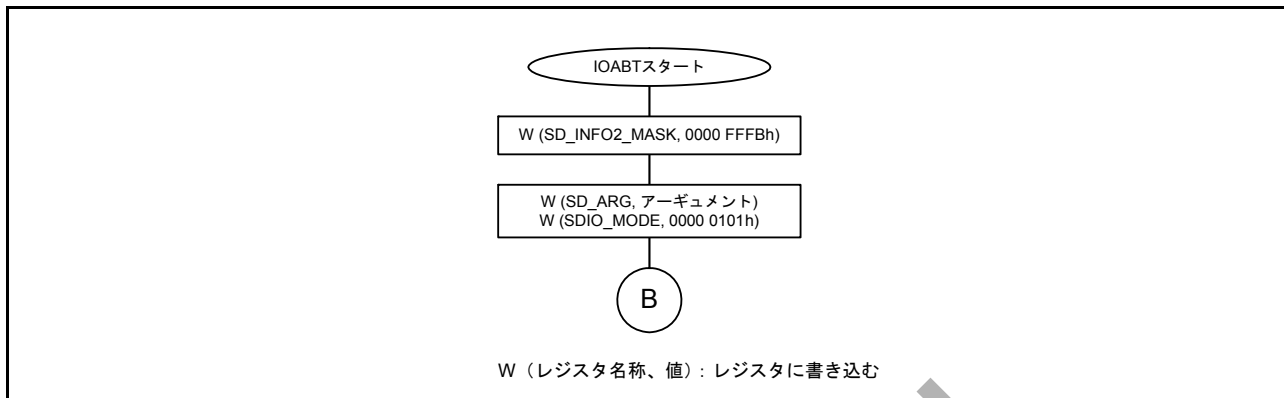 IOABTスタート
W (SD_INFO2_MASK, 0000 FFFBh)
W (SD_ARG, アーギュメント)
W (SDIO_MODE, 0000 0101h)
B
W（レジスタ名称、値）: レジスタに書き込む